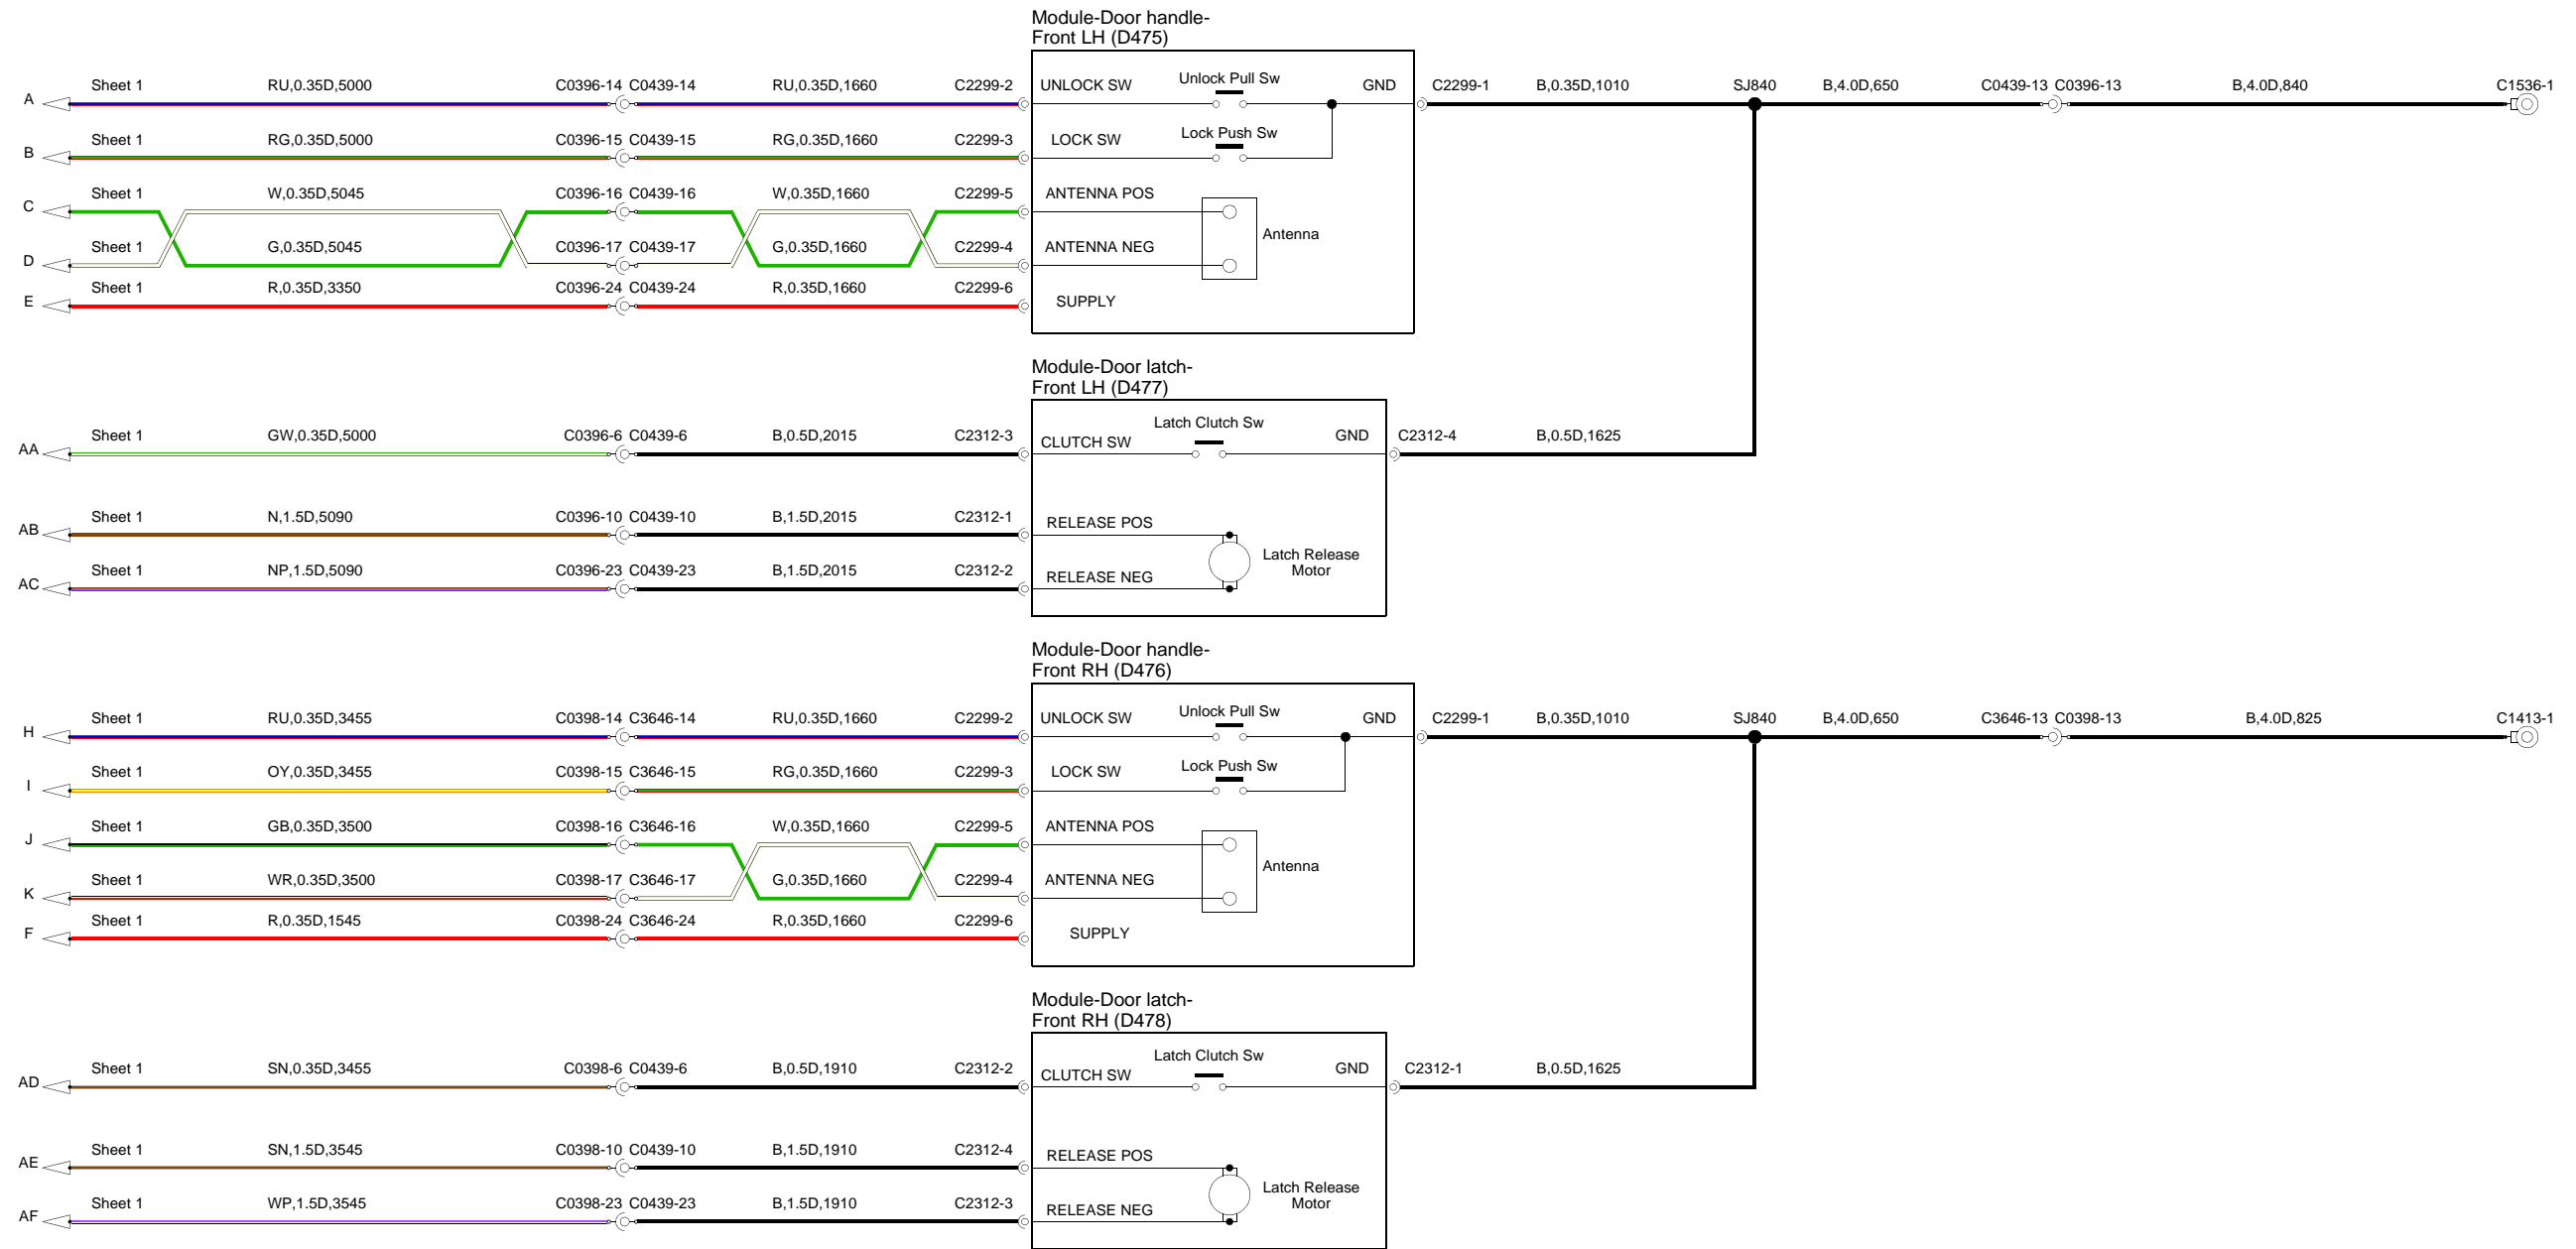 Module-Door handle-
Front LH (D475)
A Sheet 1 RU,0.35D,5000 C0396-14 C0439-14 RU,0.35D,1660 C2299-2 UNLOCK SW Unlock Pull Sw GND C2299-1 B,0.35D,1010 SJ840 B,4.0D,650 C0439-13 C0396-13 B,4.0D,840 C1536-1
B Sheet 1 RG,0.35D,5000 C0396-15 C0439-15 RG,0.35D,1660 C2299-3 LOCK SW Lock Push Sw
C Sheet 1 W,0.35D,5045 C0396-16 C0439-16 W,0.35D,1660 C2299-5 ANTENNA POS
Antenna
D Sheet 1 G,0.35D,5045 C0396-17 C0439-17 G,0.35D,1660 C2299-4 ANTENNA NEG
E Sheet 1 R,0.35D,3350 C0396-24 C0439-24 R,0.35D,1660 C2299-6 SUPPLY
Module-Door latch-
Front LH (D477)
AA Sheet 1 GW,0.35D,5000 C0396-6 C0439-6 B,0.5D,2015 C2312-3 CLUTCH SW Latch Clutch Sw GND C2312-4 B,0.5D,1625
AB Sheet 1 N,1.5D,5090 C0396-10 C0439-10 B,1.5D,2015 C2312-1 RELEASE POS
Latch Release
Motor
AC Sheet 1 NP,1.5D,5090 C0396-23 C0439-23 B,1.5D,2015 C2312-2 RELEASE NEG
Module-Door handle-
Front RH (D476)
H Sheet 1 RU,0.35D,3455 C0398-14 C3646-14 RU,0.35D,1660 C2299-2 UNLOCK SW Unlock Pull Sw GND C2299-1 B,0.35D,1010 SJ840 B,4.0D,650 C3646-13 C0398-13 B,4.0D,825 C1413-1
I Sheet 1 OY,0.35D,3455 C0398-15 C3646-15 RG,0.35D,1660 C2299-3 LOCK SW Lock Push Sw
J Sheet 1 GB,0.35D,3500 C0398-16 C3646-16 W,0.35D,1660 C2299-5 ANTENNA POS
Antenna
K Sheet 1 WR,0.35D,3500 C0398-17 C3646-17 G,0.35D,1660 C2299-4 ANTENNA NEG
F Sheet 1 R,0.35D,1545 C0398-24 C3646-24 R,0.35D,1660 C2299-6 SUPPLY
Module-Door latch-
Front RH (D478)
AD Sheet 1 SN,0.35D,3455 C0398-6 C0439-6 B,0.5D,1910 C2312-2 CLUTCH SW Latch Clutch Sw GND C2312-1 B,0.5D,1625
AE Sheet 1 SN,1.5D,3545 C0398-10 C0439-10 B,1.5D,1910 C2312-4 RELEASE POS
Latch Release
Motor
AF Sheet 1 WP,1.5D,3545 C0398-23 C0439-23 B,1.5D,1910 C2312-3 RELEASE NEG